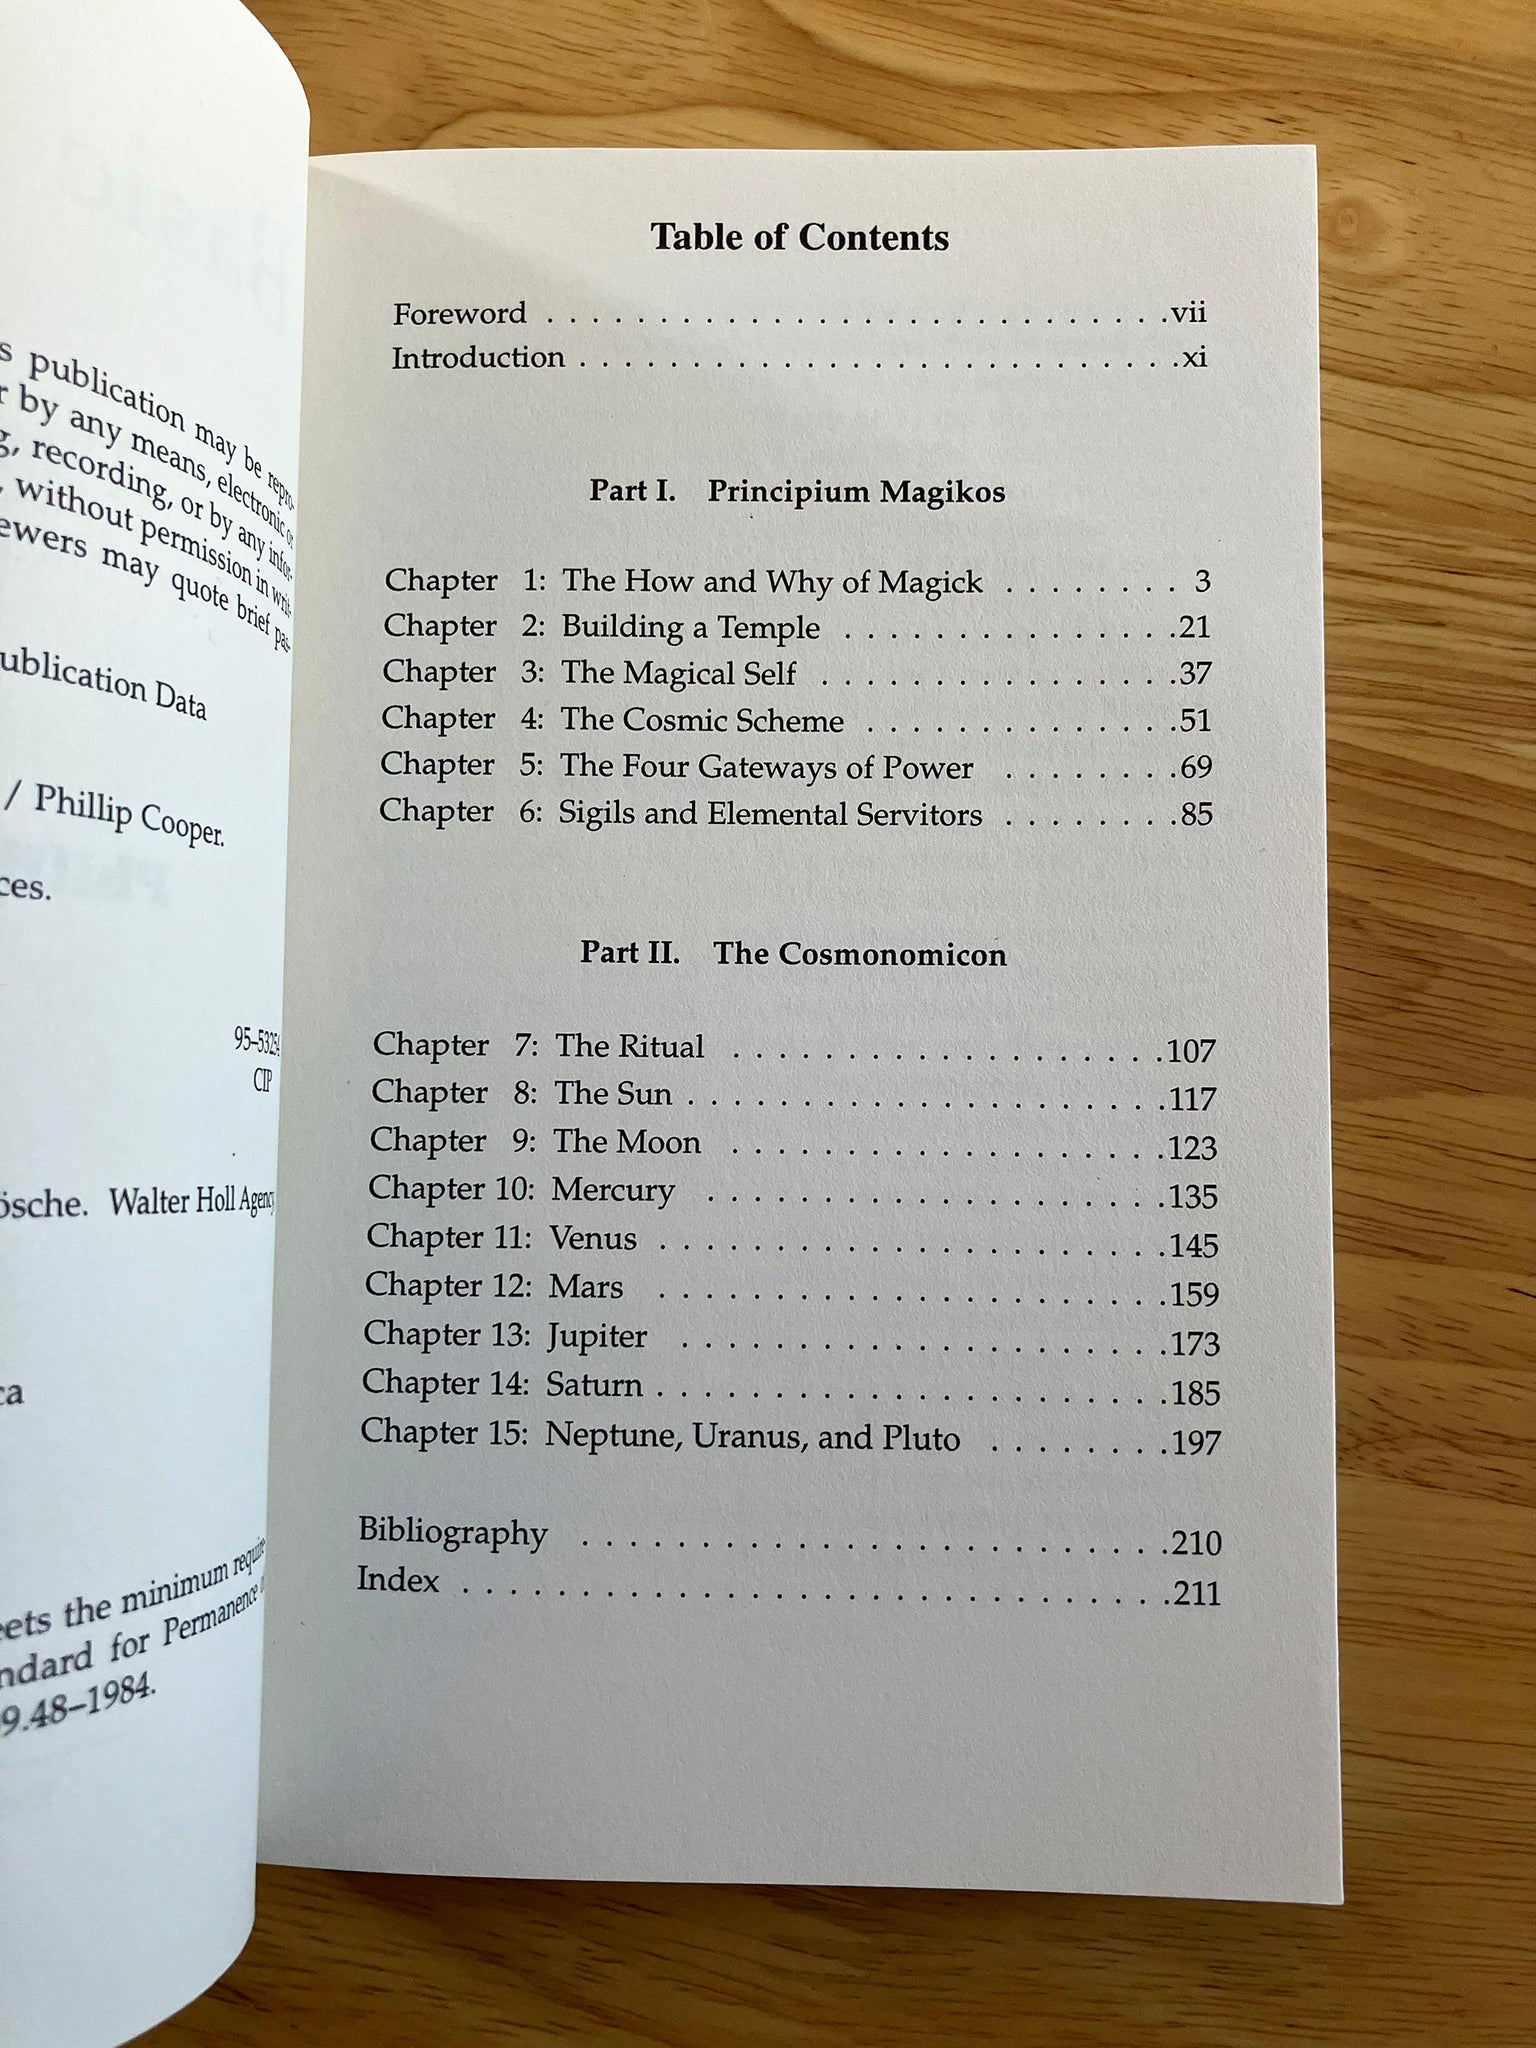 s publication may be
by any means, electronic or
recording, or by any
without permission in
ewers may quote brief
ublication Data
/ Phillip Cooper.
ces.
CIP
ösche. Walter Holl Agency
ca
eets the minimum
ndard for Permanence
9.48–1984.
Table of Contents
Foreword . . . . . . . . . . . . . . . . . . . . . . . . . . . .vii
Introduction . . . . . . . . . . . . . . . . . . . . . . . . . . .xi
Part I. Principium Magikos
Chapter 1: The How and Why of Magick . . . . . . . . 3
Chapter 2: Building a Temple . . . . . . . . . . . . . . .21
Chapter 3: The Magical Self . . . . . . . . . . . . . . . .37
Chapter 4: The Cosmic Scheme . . . . . . . . . . . . . .51
Chapter 5: The Four Gateways of Power . . . . . . . .69
Chapter 6: Sigils and Elemental Servitors . . . . . . . .85
Part II. The Cosmonomicon
Chapter 7: The Ritual . . . . . . . . . . . . . . . . . . .107
Chapter 8: The Sun . . . . . . . . . . . . . . . . . . . . .117
Chapter 9: The Moon . . . . . . . . . . . . . . . . . . .123
Chapter 10: Mercury . . . . . . . . . . . . . . . . . . . .135
Chapter 11: Venus . . . . . . . . . . . . . . . . . . . . . .145
Chapter 12: Mars . . . . . . . . . . . . . . . . . . . . . .159
Chapter 13: Jupiter . . . . . . . . . . . . . . . . . . . . .173
Chapter 14: Saturn . . . . . . . . . . . . . . . . . . . . . .185
Chapter 15: Neptune, Uranus, and Pluto . . . . . . . .197
Bibliography . . . . . . . . . . . . . . . . . . . . . . . . .210
Index . . . . . . . . . . . . . . . . . . . . . . . . . . . . . .211